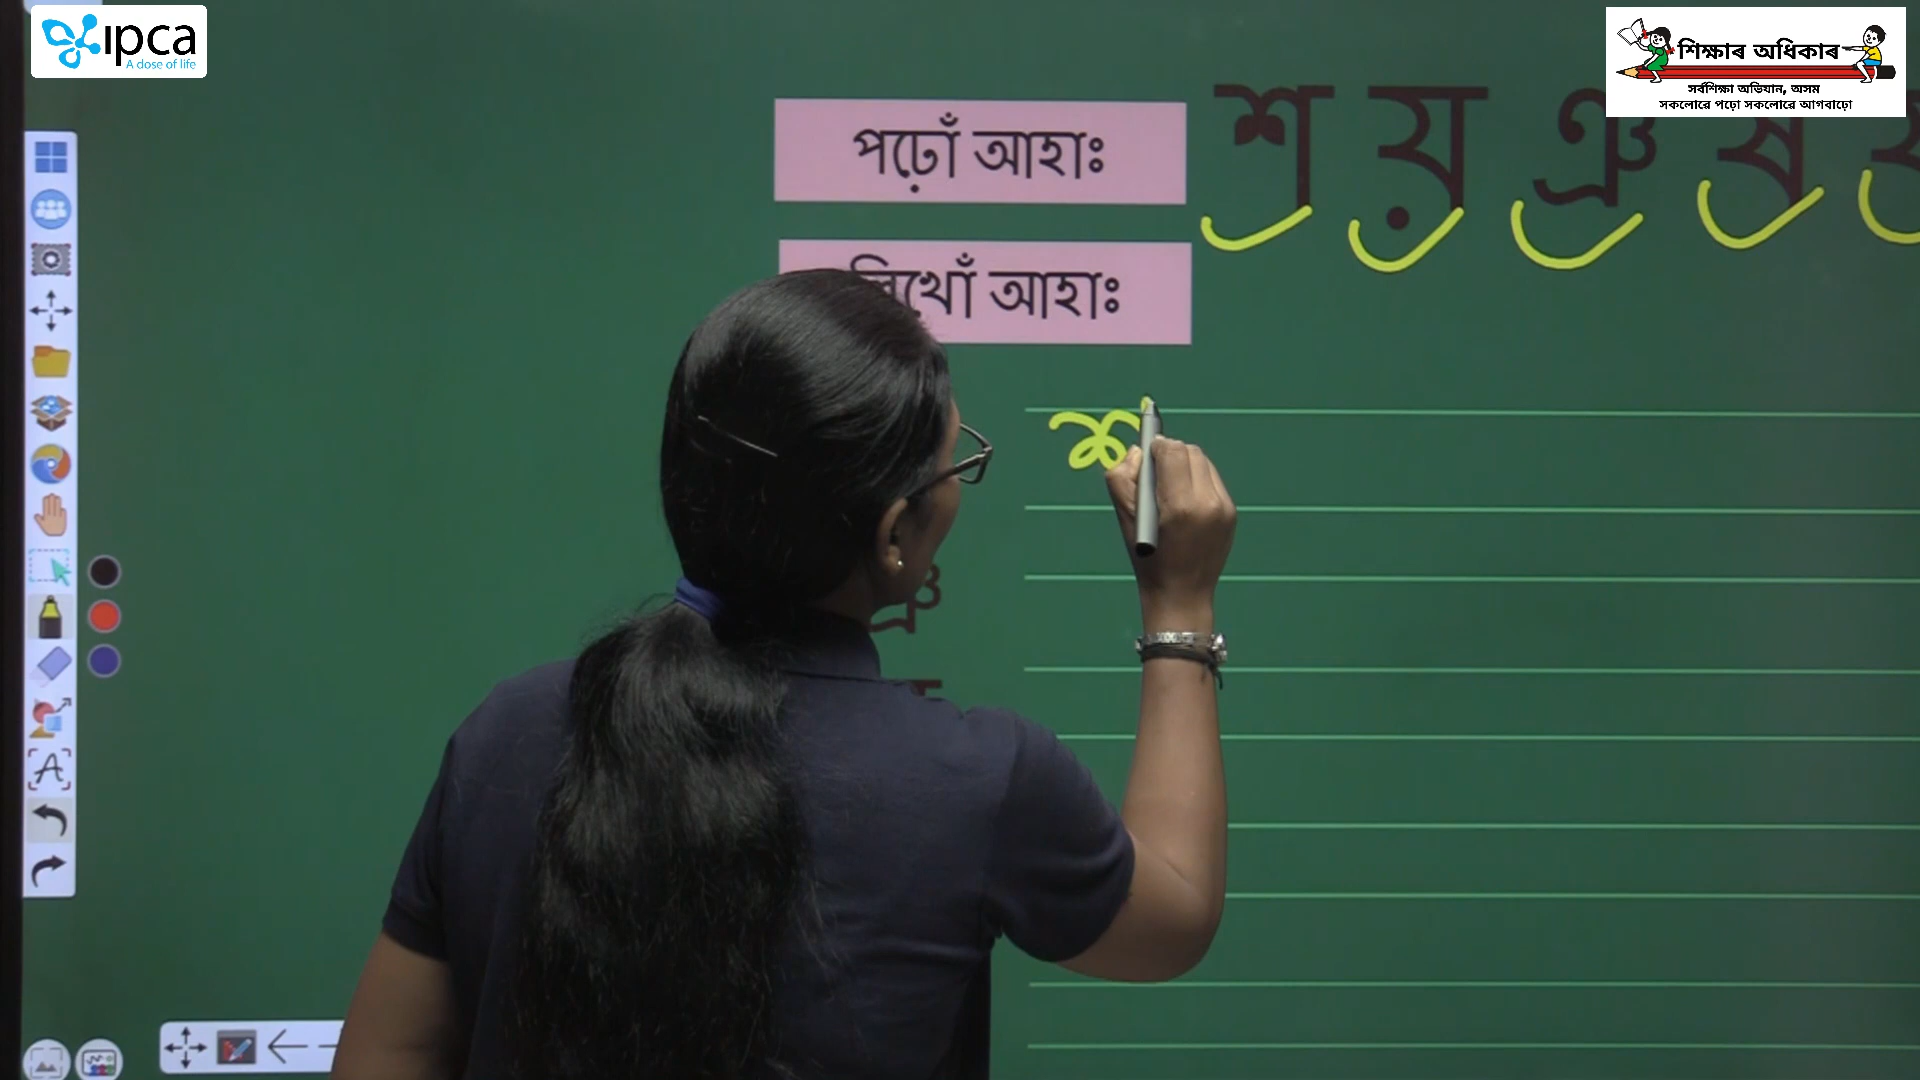 ipca
A dose of life
শিক্ষাৰ অধিকাৰ
সৰ্বশিক্ষা অভিযান, অসম
সকলোৱে পঢ়ো সকলোৱে আগবাঢ়ো
পঢ়োঁ আহাঃ
শ য় ঞ ষ
লিখোঁ আহাঃ
ঞ